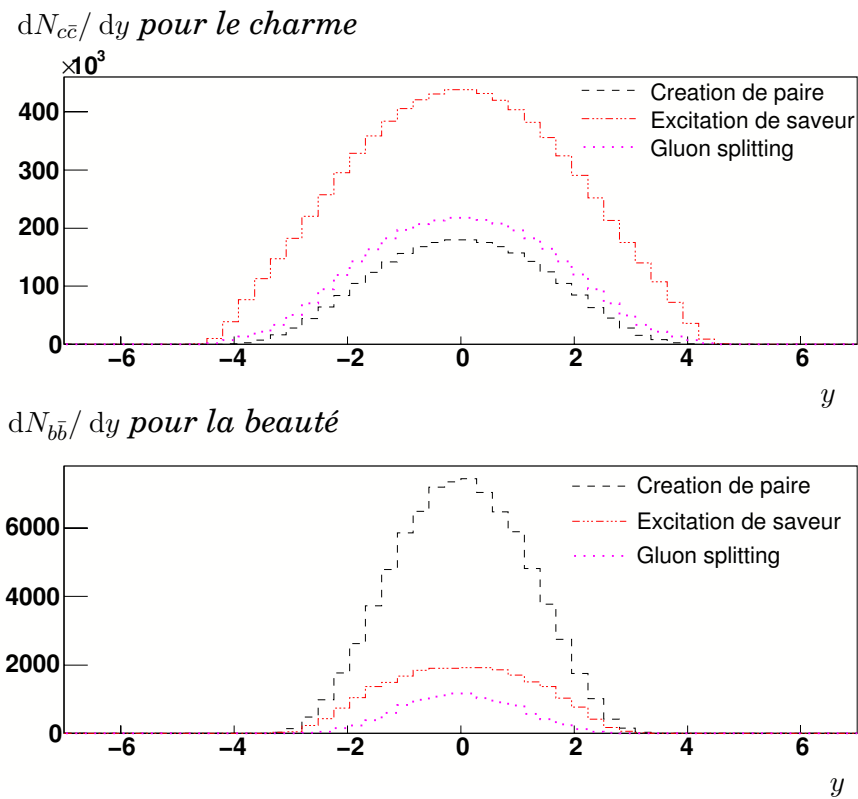 dN_{c\bar{c}}/ dy pour le charme
×10³
400
300
200
100
0
Creation de paire
Excitation de saveur
Gluon splitting
−6 −4 −2 0 2 4 6
y
dN_{b\bar{b}}/ dy pour la beauté
6000
4000
2000
0
Creation de paire
Excitation de saveur
Gluon splitting
−6 −4 −2 0 2 4 6
y